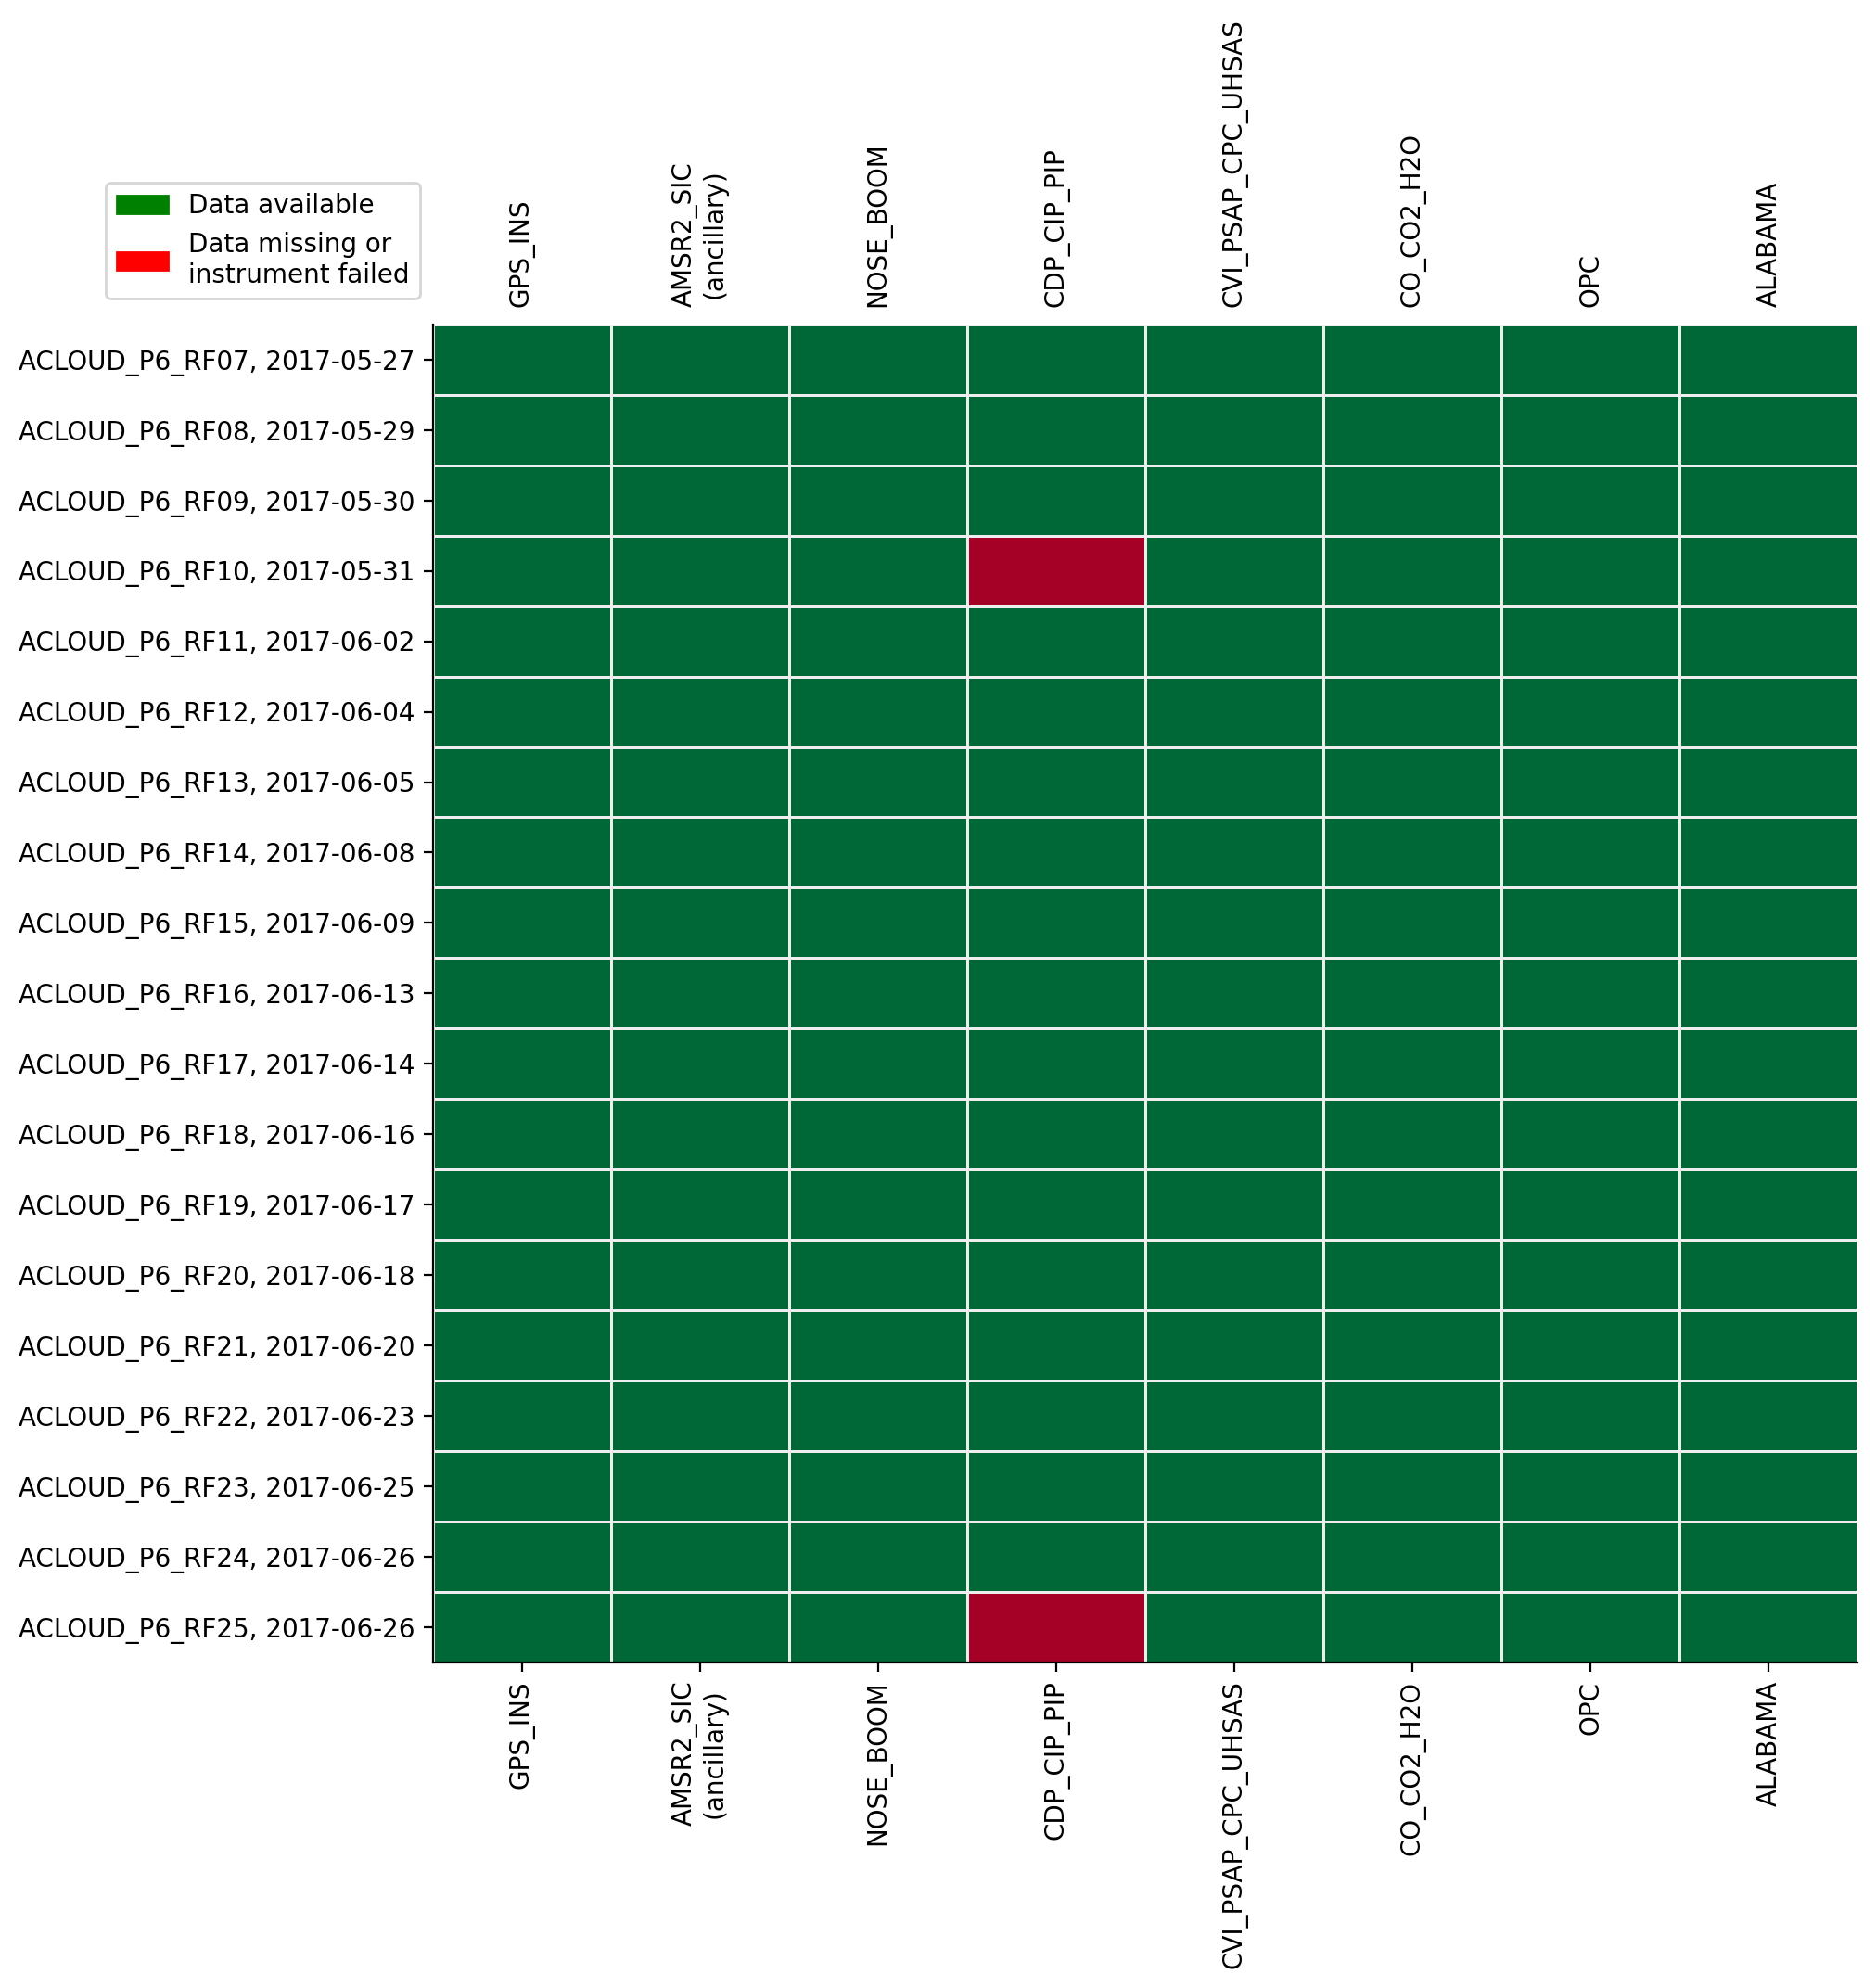 CVI_PSAP_CPC_UHSAS
CO_CO2_H2O
CDP_CIP_PIP
NOSE_BOOM
AMSR2_SIC
(ancillary)
ALABAMA
GPS_INS
OPC
Data available
Data missing or
instrument failed
ACLOUD_P6_RF07, 2017-05-27
ACLOUD_P6_RF08, 2017-05-29
ACLOUD_P6_RF09, 2017-05-30
ACLOUD_P6_RF10, 2017-05-31
ACLOUD_P6_RF11, 2017-06-02
ACLOUD_P6_RF12, 2017-06-04
ACLOUD_P6_RF13, 2017-06-05
ACLOUD_P6_RF14, 2017-06-08
ACLOUD_P6_RF15, 2017-06-09
ACLOUD_P6_RF16, 2017-06-13
ACLOUD_P6_RF17, 2017-06-14
ACLOUD_P6_RF18, 2017-06-16
ACLOUD_P6_RF19, 2017-06-17
ACLOUD_P6_RF20, 2017-06-18
ACLOUD_P6_RF21, 2017-06-20
ACLOUD_P6_RF22, 2017-06-23
ACLOUD_P6_RF23, 2017-06-25
ACLOUD_P6_RF24, 2017-06-26
ACLOUD_P6_RF25, 2017-06-26
GPS_INS
AMSR2_SIC
(ancillary)
NOSE_BOOM
CDP_CIP_PIP
CVI_PSAP_CPC_UHSAS
CO_CO2_H2O
OPC
ALABAMA